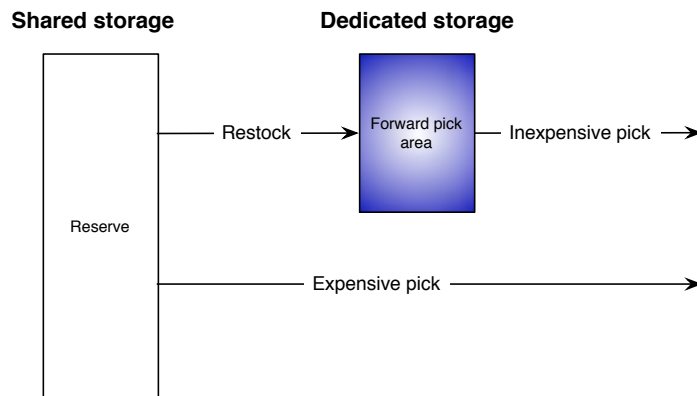 Shared storage
Dedicated storage
Restock
Forward pick
area
Inexpensive pick
Reserve
Expensive pick